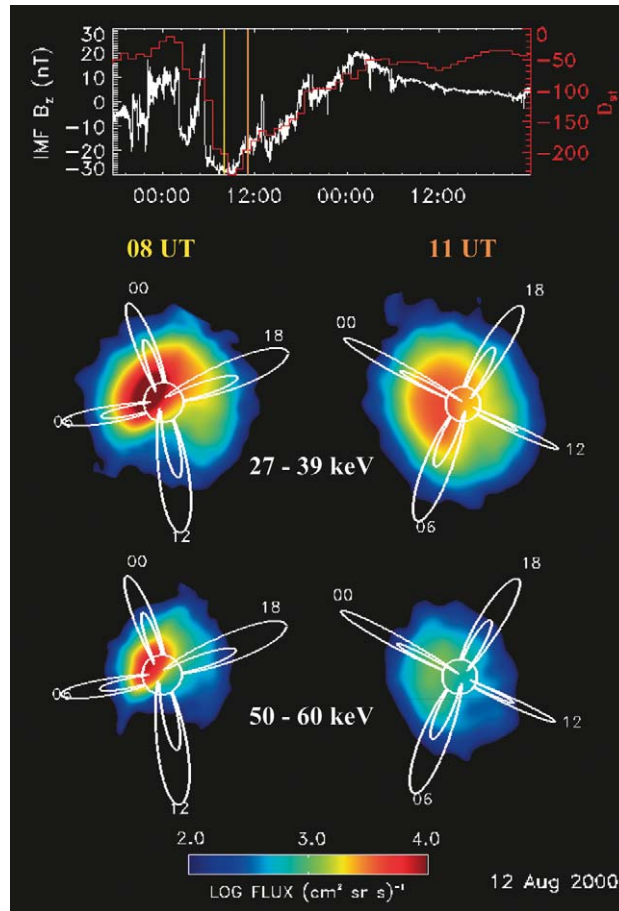 30
20
10
0
−10
−20
−30
IMF B_z (nT)
0
−50
−100
−150
−200
D_st
00:00 12:00 00:00 12:00
08 UT 11 UT
00 18
18 00
06 12
27 - 39 keV
12 06
00 18
18 00
06 12
50 - 60 keV
12 06
2.0 3.0 4.0
LOG FLUX (cm² sr s)⁻¹
12 Aug 2000